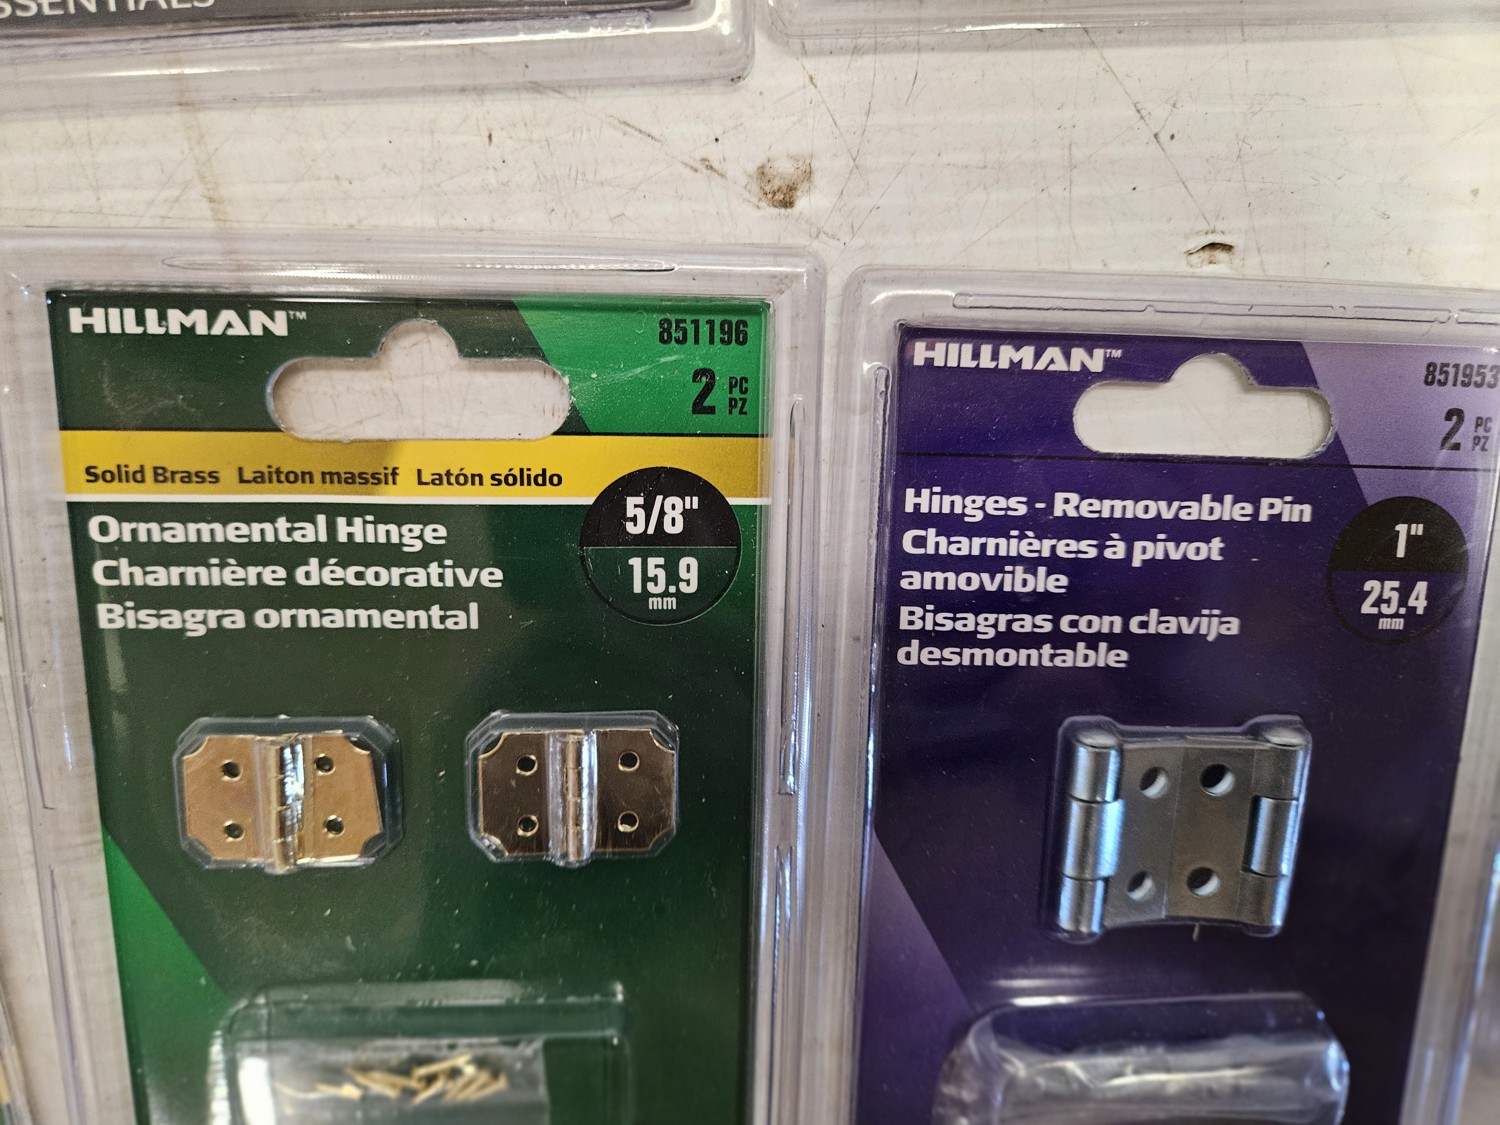 ESSENTIALS
HILLMAN™
851196
2 PC PZ
Solid Brass Laiton massif Latón sólido
Ornamental Hinge
Charnière décorative
Bisagra ornamental
5/8"
15.9
mm
HILLMAN™
851953
2 PC PZ
Hinges - Removable Pin
Charnières à pivot
amovible
Bisagras con clavija
desmontable
1"
25.4
mm